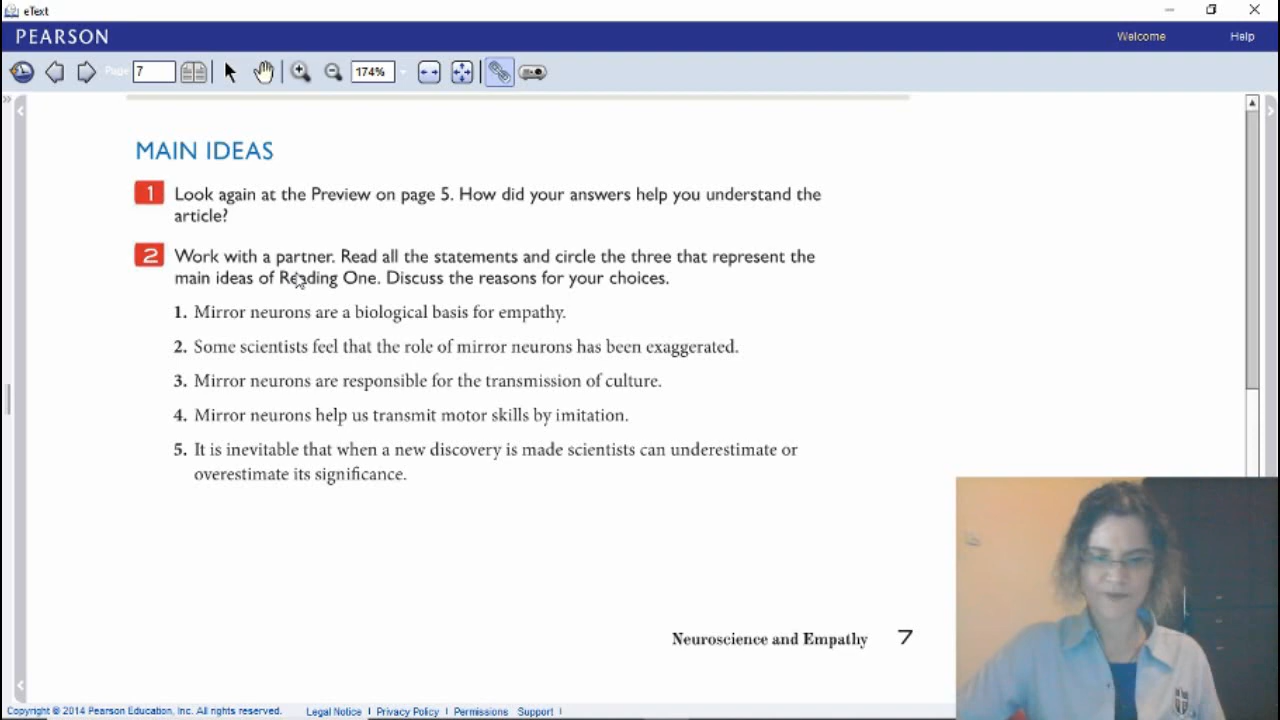 eText
PEARSON
Welcome
Help
Page
7
174%
MAIN IDEAS
1 Look again at the Preview on page 5. How did your answers help you understand the
article?
2 Work with a partner. Read all the statements and circle the three that represent the
main ideas of Reading One. Discuss the reasons for your choices.
1. Mirror neurons are a biological basis for empathy.
2. Some scientists feel that the role of mirror neurons has been exaggerated.
3. Mirror neurons are responsible for the transmission of culture.
4. Mirror neurons help us transmit motor skills by imitation.
5. It is inevitable that when a new discovery is made scientists can underestimate or
overestimate its significance.
Neuroscience and Empathy 7
Copyright © 2014 Pearson Education, Inc. All rights reserved. Legal Notice | Privacy Policy | Permissions Support |